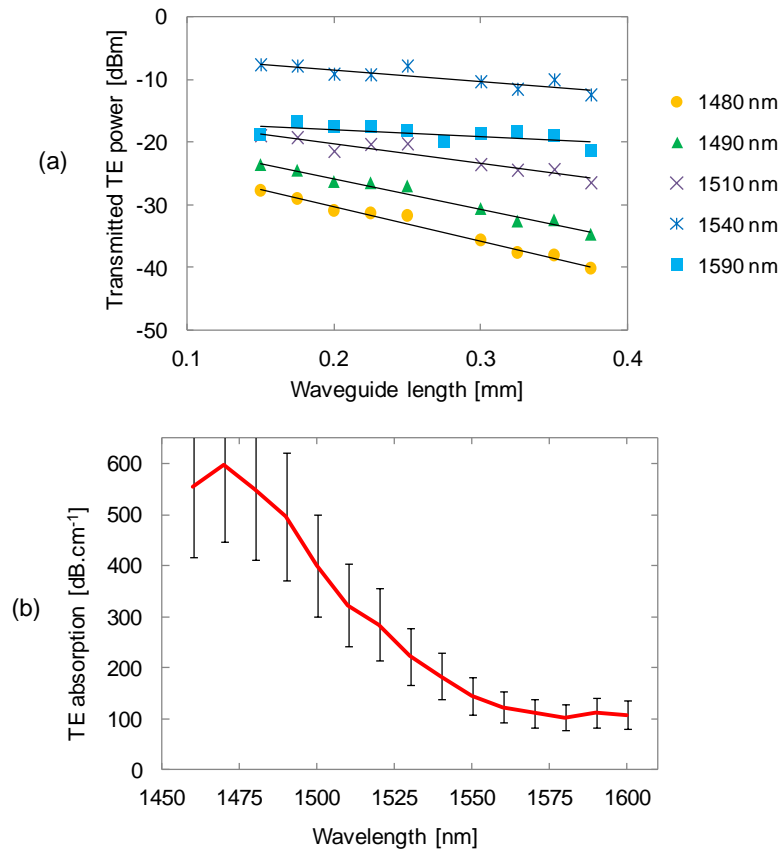 (a)
Transmitted TE power [dBm]
0
-10
-20
-30
-40
-50
0.1 0.2 0.3 0.4
Waveguide length [mm]
1480 nm
1490 nm
1510 nm
1540 nm
1590 nm
(b)
TE absorption [dB.cm⁻¹]
600
500
400
300
200
100
0
1450 1475 1500 1525 1550 1575 1600
Wavelength [nm]